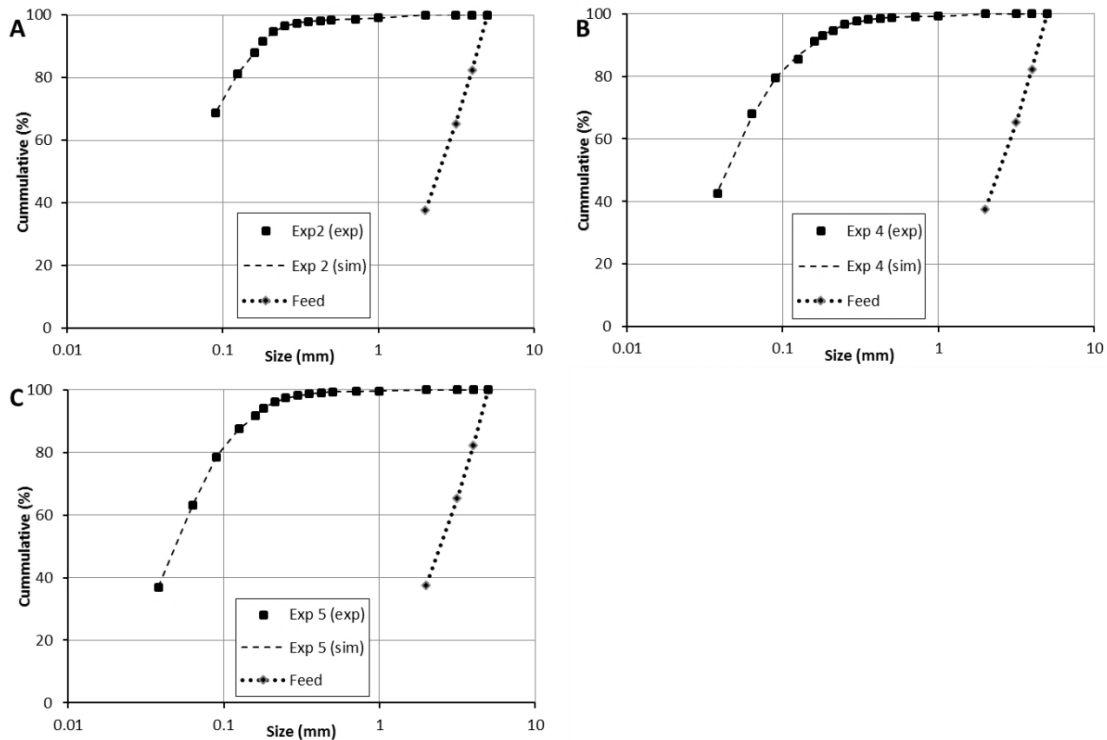 A
100
80
60
40
20
0
Cummulative (%)
Exp2 (exp)
Exp 2 (sim)
Feed
0.01 0.1 1 10
Size (mm)
B
100
80
60
40
20
0
Cummulative (%)
Exp 4 (exp)
Exp 4 (sim)
Feed
0.01 0.1 1 10
Size (mm)
C
100
80
60
40
20
0
Cummulative (%)
Exp 5 (exp)
Exp 5 (sim)
Feed
0.01 0.1 1 10
Size (mm)